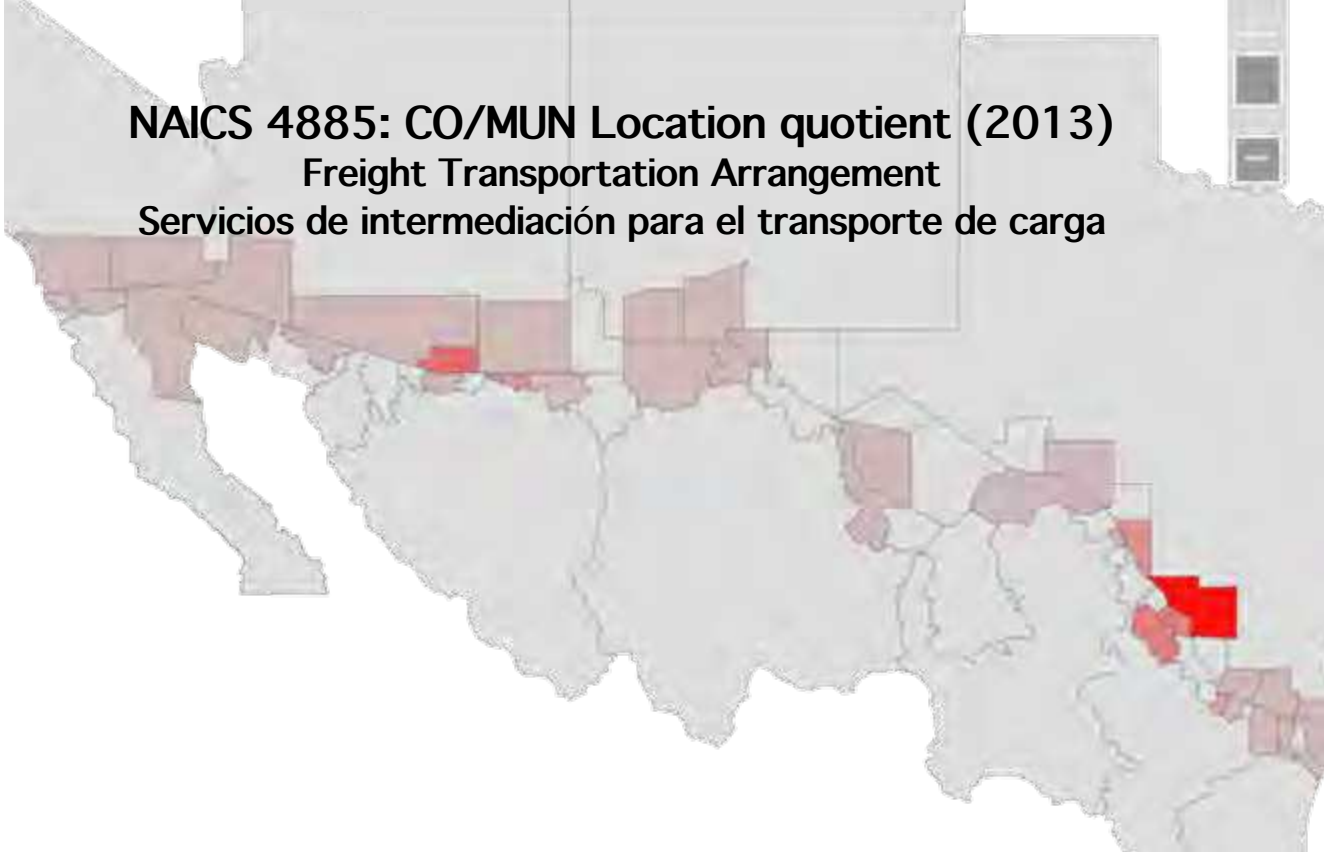 NAICS 4885: CO/MUN Location quotient (2013)
Freight Transportation Arrangement
Servicios de intermediación para el transporte de carga